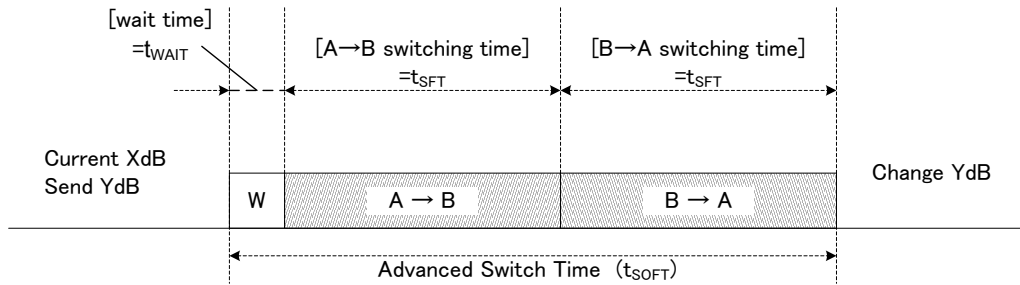 [wait time]
=tWAIT
[A→B switching time]
=tSFT
[B→A switching time]
=tSFT
Current XdB
Send YdB
Change YdB
W
A → B
B → A
Advanced Switch Time (tSOFT)